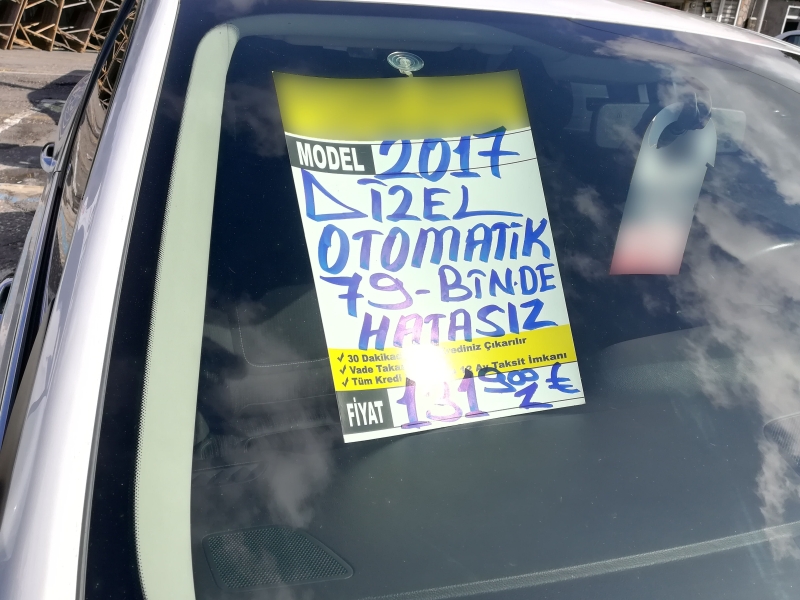 MODEL 2017
DİZEL
OTOMATİK
79-BİN.DE
HATASIZ
✓ 30 Dakika Çıkarılır
✓ Vade Taksit İmkanı
✓ Tüm Kredi
FİYAT 131 900